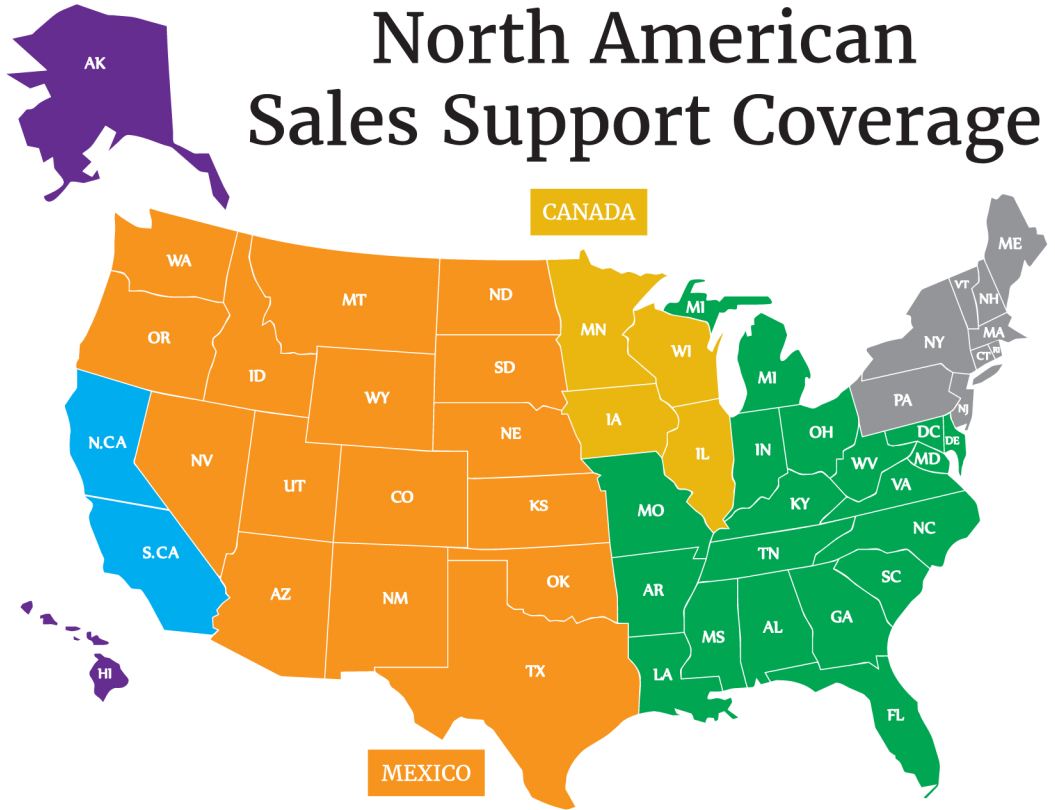 North American
Sales Support Coverage
AK
CANADA
WA
MT
ND
MN
MI
ME
VT
NH
OR
ID
WY
SD
WI
MI
NY
MA
CT
RI
N.CA
NV
UT
CO
NE
KS
IA
IL
IN
OH
PA
NJ
WV
DC
DE
MD
VA
KY
MO
S.CA
AZ
NM
OK
AR
TN
NC
SC
HI
TX
LA
MS
AL
GA
FL
MEXICO